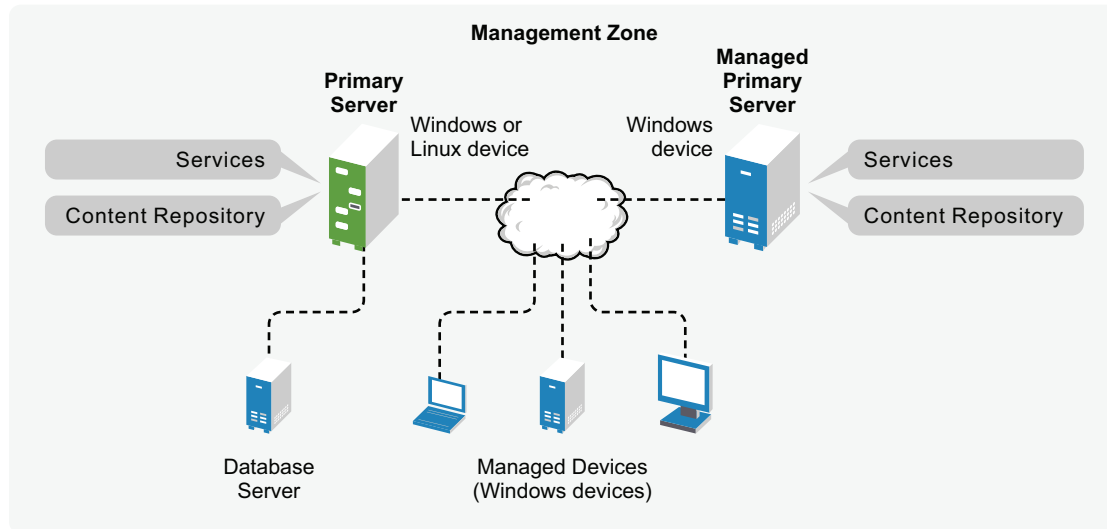 Management Zone
Primary
Server
Managed
Primary
Server
Windows or
Linux device
Windows
device
Services
Content Repository
Services
Content Repository
Database
Server
Managed Devices
(Windows devices)